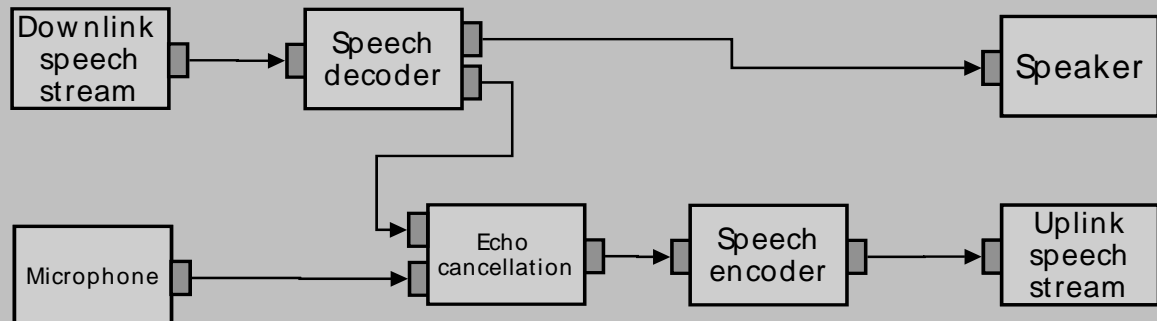 Downlink
speech
stream
Speech
decoder
Speaker
Microphone
Echo
cancellation
Speech
encoder
Uplink
speech
stream